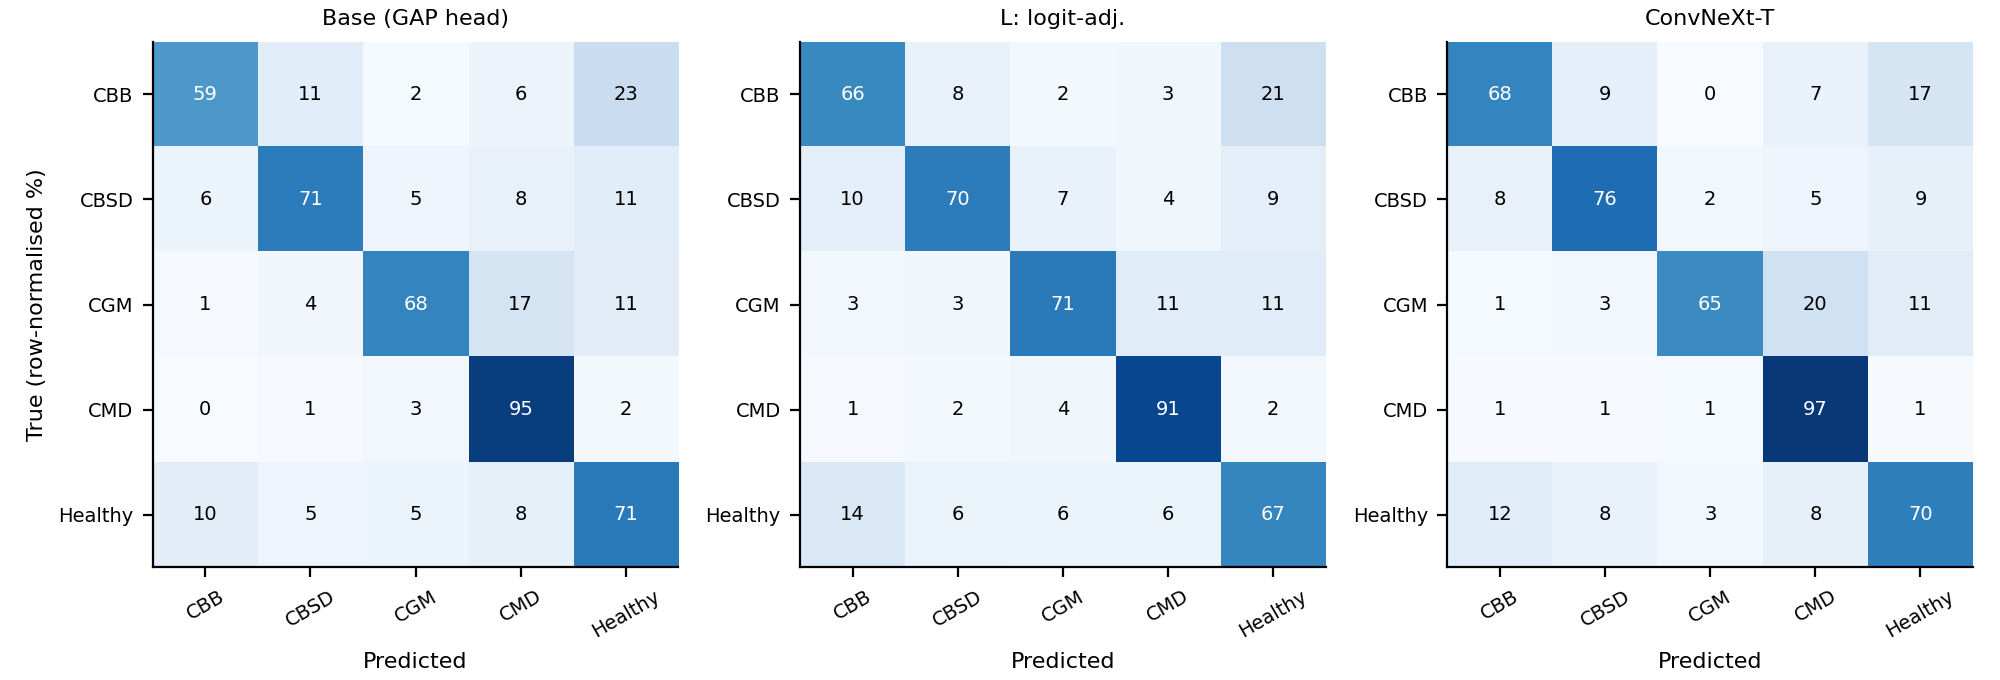 Base (GAP head)
L: logit-adj.
ConvNeXt-T
True (row-normalised %)
CBB 59 11 2 6 23
CBSD 6 71 5 8 11
CGM 1 4 68 17 11
CMD 0 1 3 95 2
Healthy 10 5 5 8 71
CBB CBSD CGM CMD Healthy
Predicted
CBB 66 8 2 3 21
CBSD 10 70 7 4 9
CGM 3 3 71 11 11
CMD 1 2 4 91 2
Healthy 14 6 6 6 67
CBB CBSD CGM CMD Healthy
Predicted
CBB 68 9 0 7 17
CBSD 8 76 2 5 9
CGM 1 3 65 20 11
CMD 1 1 1 97 1
Healthy 12 8 3 8 70
CBB CBSD CGM CMD Healthy
Predicted